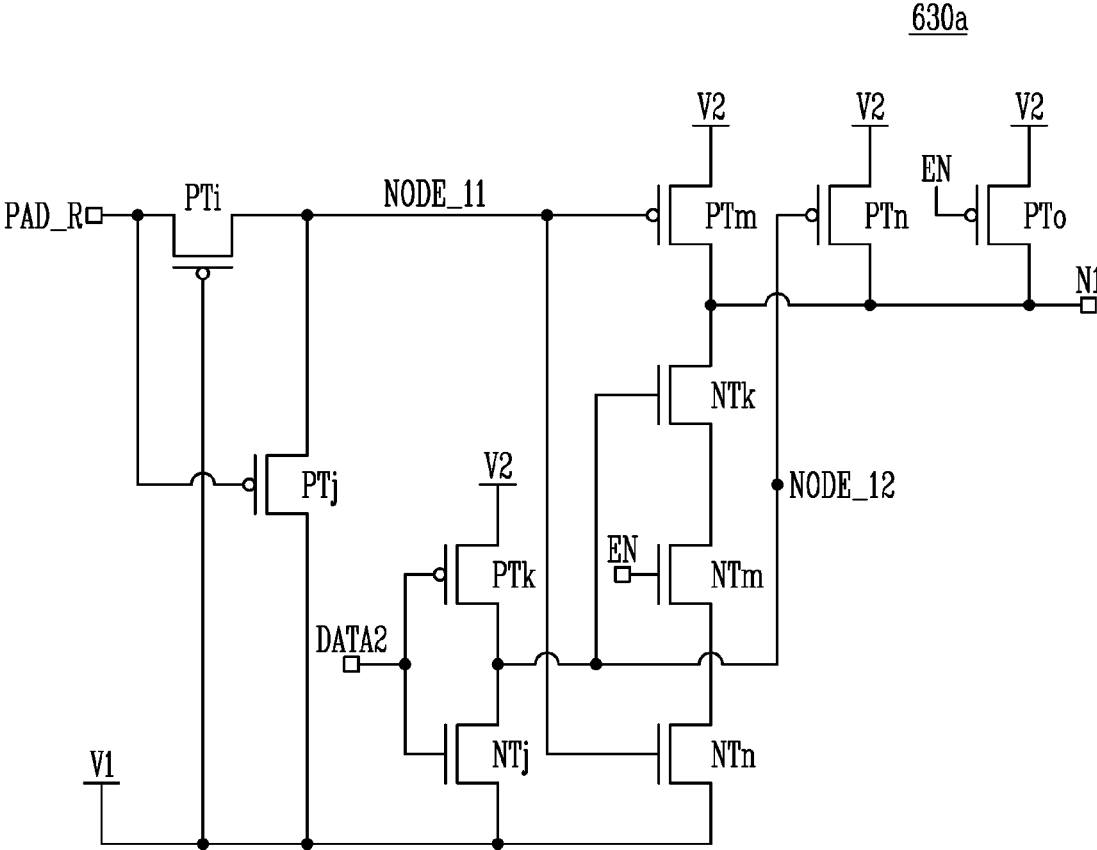 630a
V2
V2
V2
PTi
NODE_11
EN
PAD_R
PTm
PTn
PTo
N1
NTk
V2
PTj
NODE_12
EN
PTk
NTm
DATA2
V1
NTj
NTn